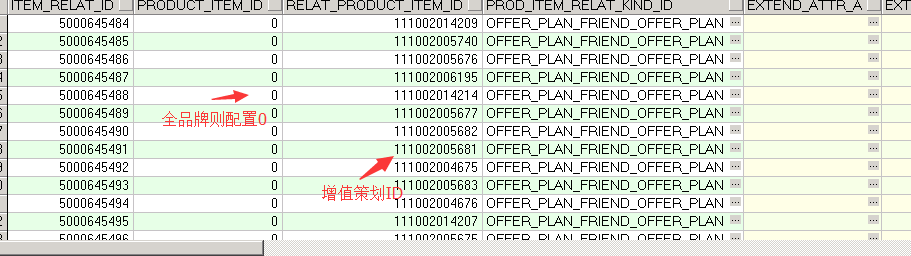 ITEM_RELAT_ID PRODUCT_ITEM_ID RELAT_PRODUCT_ITEM_ID PROD_ITEM_RELAT_KIND_ID EXTEND_ATTR_A EXT
5000645484 0 111002014209 OFFER_PLAN_FRIEND_OFFER_PLAN ... ...
5000645485 0 111002005740 OFFER_PLAN_FRIEND_OFFER_PLAN ... ...
5000645486 0 111002005676 OFFER_PLAN_FRIEND_OFFER_PLAN ... ...
5000645487 0 111002006195 OFFER_PLAN_FRIEND_OFFER_PLAN ... ...
5000645488 0 111002014214 OFFER_PLAN_FRIEND_OFFER_PLAN ... ...
全品牌则配置0
5000645489 0 111002005677 OFFER_PLAN_FRIEND_OFFER_PLAN ... ...
5000645490 0 111002005682 OFFER_PLAN_FRIEND_OFFER_PLAN ... ...
5000645491 0 111002005681 OFFER_PLAN_FRIEND_OFFER_PLAN ... ...
5000645492 0 111002004675 OFFER_PLAN_FRIEND_OFFER_PLAN ... ...
5000645493 0 111002005683 OFFER_PLAN_FRIEND_OFFER_PLAN ... ...
增值策划ID
5000645494 0 111002004676 OFFER_PLAN_FRIEND_OFFER_PLAN ... ...
5000645495 0 111002014207 OFFER_PLAN_FRIEND_OFFER_PLAN ... ...
5000645496 0 111002005675 OFFER_PLAN_FRIEND_OFFER_PLAN ... ...